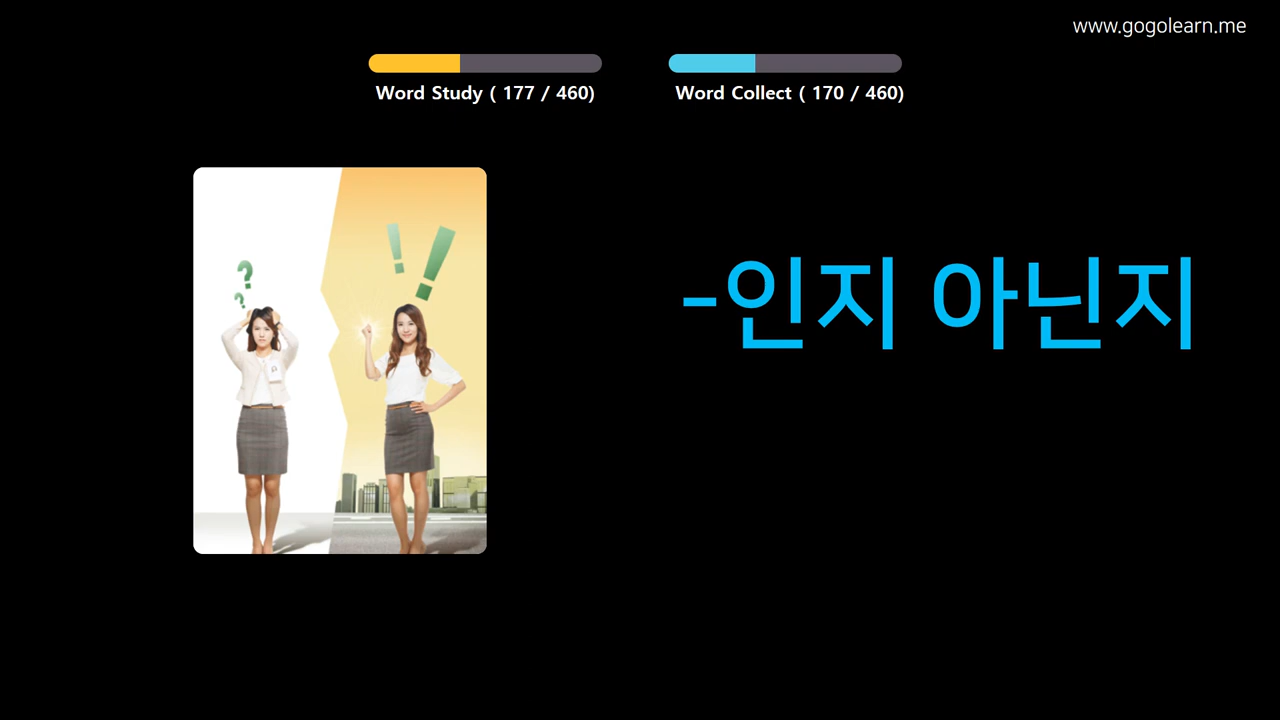 www.gogolearn.me
Word Study ( 177 / 460)
Word Collect ( 170 / 460)
? ? ! !
-인지 아닌지